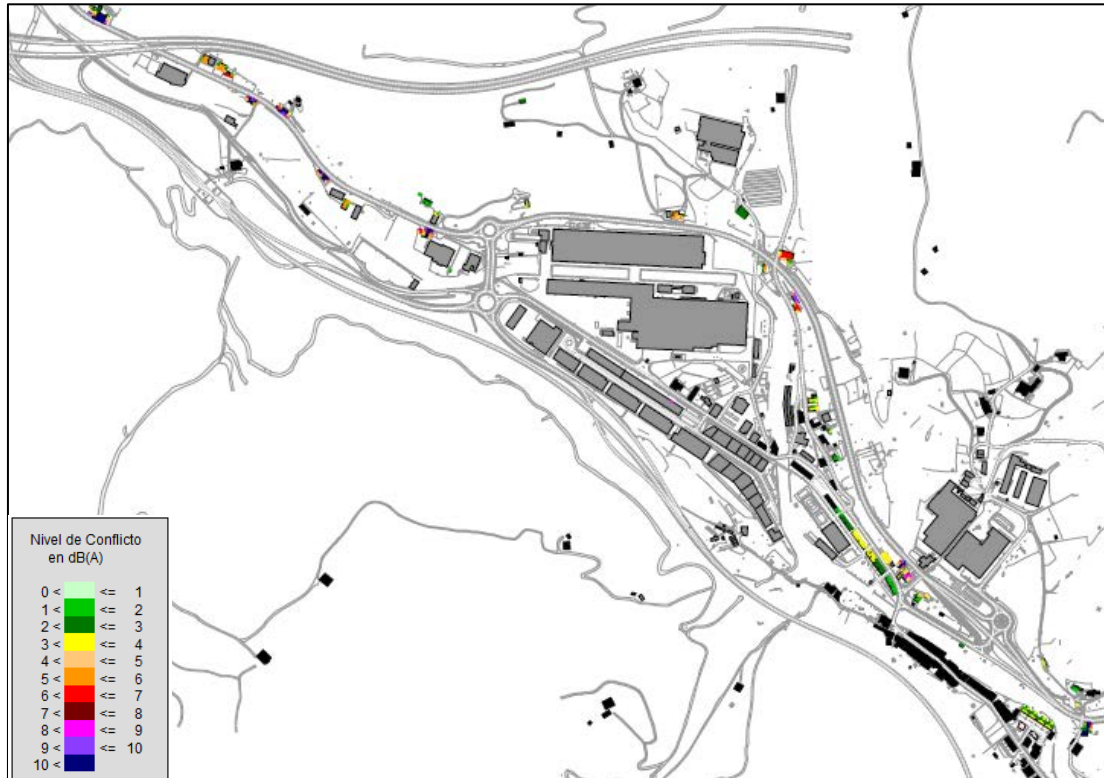 Nivel de Conflicto
en dB(A)
0 < <= 1
1 < <= 2
2 < <= 3
3 < <= 4
4 < <= 5
5 < <= 6
6 < <= 7
7 < <= 8
8 < <= 9
9 < <= 10
10 <